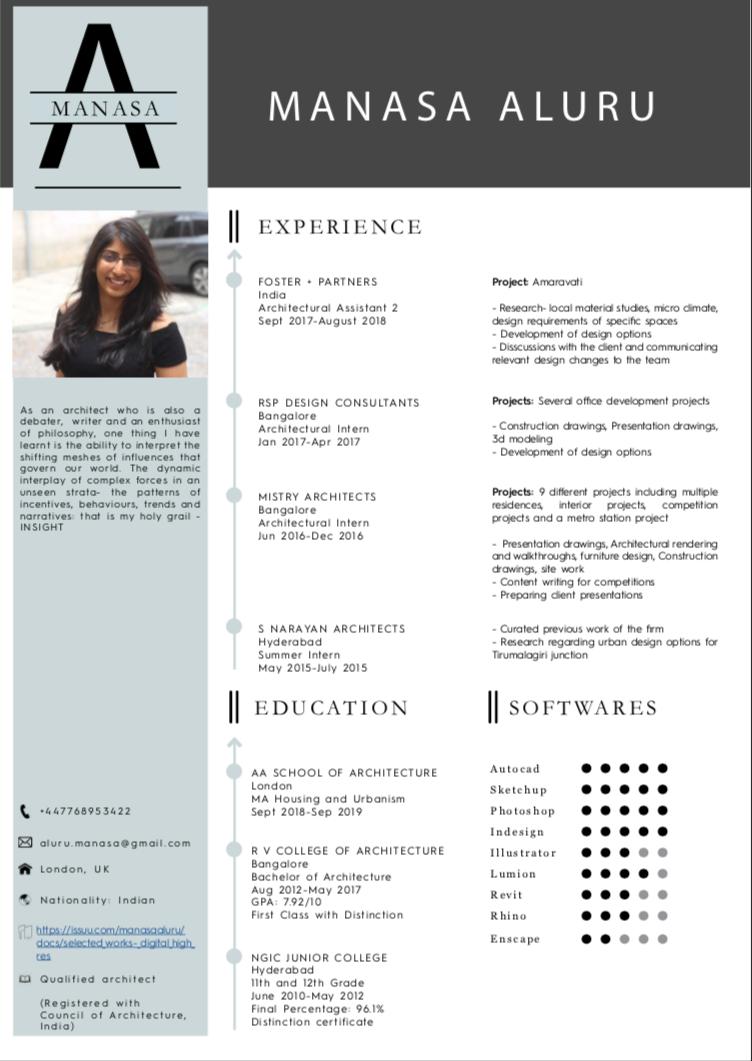 MANASA
MANASA ALURU
As an architect who is also a
debater, writer and an enthusiast
of philosophy, one thing I have
learnt is the ability to interpret the
shifting meshes of influences that
govern our world. The dynamic
interplay of complex forces in an
unseen strata- the patterns of
incentives, behaviours, trends and
narratives: that is my holy grail -
INSIGHT
+447768953422
aluru.manasa@gmail.com
London, UK
Nationality: Indian
https://issuu.com/manasaaluru/
docs/selected_works-_digital_high_
res
Qualified architect
(Registered with
Council of Architecture,
India)
EXPERIENCE
FOSTER + PARTNERS
India
Architectural Assistant 2
Sept 2017-August 2018
Project: Amaravati
- Research- local material studies, micro climate,
design requirements of specific spaces
- Development of design options
- Disscussions with the client and communicating
relevant design changes to the team
RSP DESIGN CONSULTANTS
Bangalore
Architectural Intern
Jan 2017-Apr 2017
Projects: Several office development projects
- Construction drawings, Presentation drawings,
3d modeling
- Development of design options
MISTRY ARCHITECTS
Bangalore
Architectural Intern
Jun 2016-Dec 2016
Projects: 9 different projects including multiple
residences, interior projects, competition
projects and a metro station project
- Presentation drawings, Architectural rendering
and walkthroughs, furniture design, Construction
drawings, site work
- Content writing for competitions
- Preparing client presentations
S NARAYAN ARCHITECTS
Hyderabad
Summer Intern
May 2015-July 2015
- Curated previous work of the firm
- Research regarding urban design options for
Tirumalagiri junction
EDUCATION
AA SCHOOL OF ARCHITECTURE
London
MA Housing and Urbanism
Sept 2018-Sep 2019
R V COLLEGE OF ARCHITECTURE
Bangalore
Bachelor of Architecture
Aug 2012-May 2017
GPA: 7.92/10
First Class with Distinction
NGIC JUNIOR COLLEGE
Hyderabad
11th and 12th Grade
June 2010-May 2012
Final Percentage: 96.1%
Distinction certificate
SOFTWARES
Autocad
Sketchup
Photoshop
Indesign
Illustrator
Lumion
Revit
Rhino
Enscape